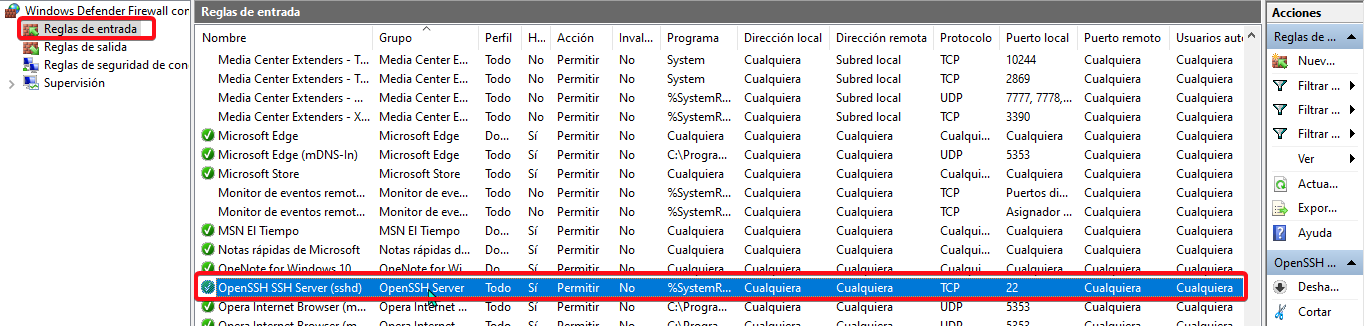 Windows Defender Firewall con
Reglas de entrada
Reglas de salida
Reglas de seguridad de con
Supervisión
Reglas de entrada
Nombre Grupo Perfil H... Acción Inval... Programa Dirección local Dirección remota Protocolo Puerto local Puerto remoto Usuarios auto
Media Center Extenders - T... Media Center E... Todo No Permitir No System Cualquiera Subred local TCP 10244 Cualquiera Cualquiera
Media Center Extenders - T... Media Center E... Todo No Permitir No System Cualquiera Subred local TCP 2869 Cualquiera Cualquiera
Media Center Extenders - ... Media Center E... Todo No Permitir No %SystemR... Cualquiera Subred local UDP 7777, 7778,... Cualquiera Cualquiera
Media Center Extenders - X... Media Center E... Todo No Permitir No %SystemR... Cualquiera Subred local TCP 3390 Cualquiera Cualquiera
Microsoft Edge Microsoft Edge Do... Sí Permitir No Cualquiera Cualquiera Cualquiera Cualqui... Cualquiera Cualquiera Cualquiera
Microsoft Edge (mDNS-In) Microsoft Edge Todo Sí Permitir No C:\Progra... Cualquiera Cualquiera UDP 5353 Cualquiera Cualquiera
Microsoft Store Microsoft Store Todo Sí Permitir No Cualquiera Cualquiera Cualquiera Cualqui... Cualquiera Cualquiera Cualquiera
Monitor de eventos remot... Monitor de eve... Todo No Permitir No %SystemR... Cualquiera Cualquiera TCP Puertos di... Cualquiera Cualquiera
Monitor de eventos remot... Monitor de eve... Todo No Permitir No %SystemR... Cualquiera Cualquiera TCP Asignador ... Cualquiera Cualquiera
MSN El Tiempo MSN El Tiempo Do... Sí Permitir No Cualquiera Cualquiera Cualquiera Cualqui... Cualquiera Cualquiera Cualquiera
Notas rápidas de Microsoft Notas rápidas d... Do... Sí Permitir No Cualquiera Cualquiera Cualquiera Cualqui... Cualquiera Cualquiera Cualquiera
OneNote for Windows 10 OneNote for Wi... Do... Sí Permitir No Cualquiera Cualquiera Cualquiera Cualqui... Cualquiera Cualquiera Cualquiera
OpenSSH SSH Server (sshd) OpenSSH Server Todo Sí Permitir No %SystemR... Cualquiera Cualquiera TCP 22 Cualquiera Cualquiera
Opera Internet Browser (m... Opera Internet ... Todo Sí Permitir No C:\Progra... Cualquiera Cualquiera UDP 5353 Cualquiera Cualquiera
Opera Internet Browser (m... Opera Internet ... Todo Sí Permitir No C:\Progra... Cualquiera Cualquiera UDP 5353 Cualquiera Cualquiera
Acciones
Reglas de ...
Nuev...
Filtrar ...
Filtrar ...
Filtrar ...
Ver
Actua...
Expor...
Ayuda
OpenSSH ...
Desha...
Cortar